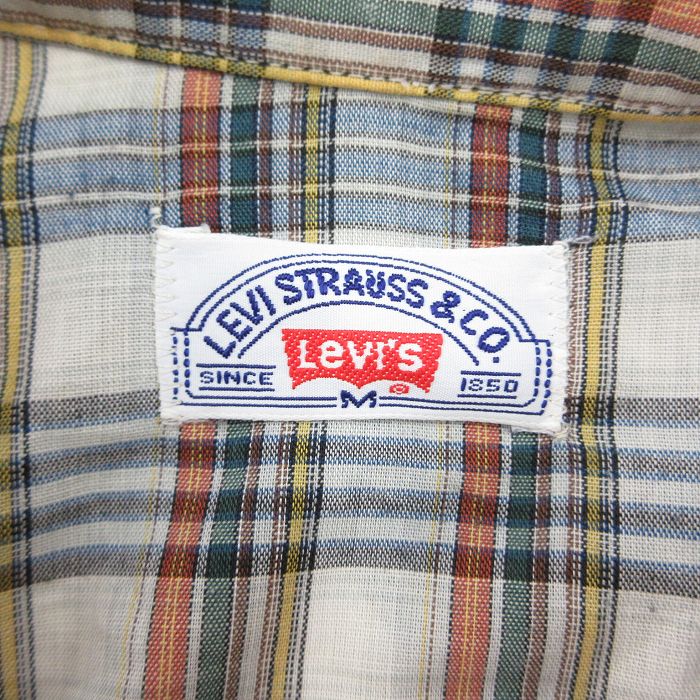 LEVI STRAUSS & CO.
Levi's ®
SINCE 1850
M